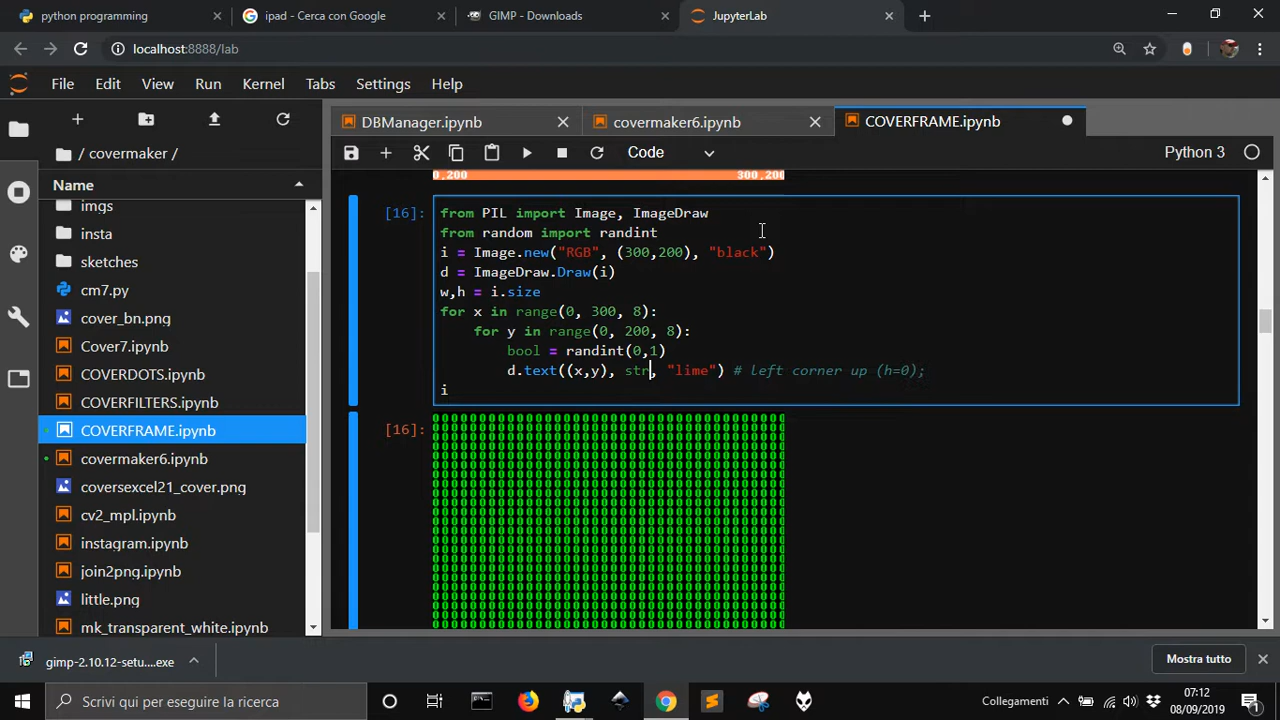 python programming
ipad - Cerca con Google
GIMP - Downloads
JupyterLab
localhost:8888/lab
File Edit View Run Kernel Tabs Settings Help
DBManager.ipynb
covermaker6.ipynb
COVERFRAME.ipynb
/ covermaker /
Code
Python 3
Name
imgs
insta
sketches
cm7.py
cover_bn.png
Cover7.ipynb
COVERDOTS.ipynb
COVERFILTERS.ipynb
COVERFRAME.ipynb
covermaker6.ipynb
coversexcel21_cover.png
cv2_mpl.ipynb
instagram.ipynb
join2png.ipynb
little.png
mk_transparent_white.ipynb
0,200 300,200
[16]:
from PIL import Image, ImageDraw
from random import randint
i = Image.new("RGB", (300,200), "black")
d = ImageDraw.Draw(i)
w,h = i.size
for x in range(0, 300, 8):
for y in range(0, 200, 8):
bool = randint(0,1)
d.text((x,y), str, "lime") # left corner up (h=0);
i
[16]:
gimp-2.10.12-setu....exe
Mostra tutto
Scrivi qui per eseguire la ricerca
Collegamenti
07:12
08/09/2019